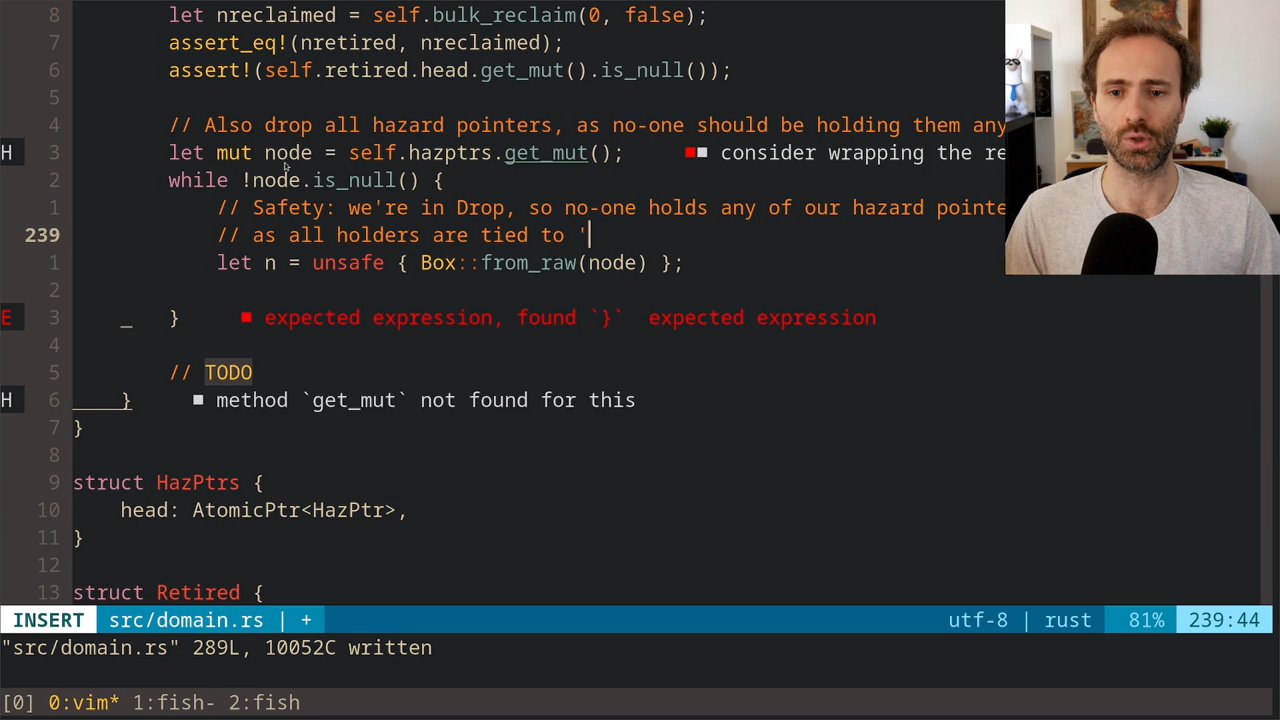 8 let nreclaimed = self.bulk_reclaim(0, false);
7 assert_eq!(nretired, nreclaimed);
6 assert!(self.retired.head.get_mut().is_null());
5
4 // Also drop all hazard pointers, as no-one should be holding them any
H 3 let mut node = self.hazptrs.get_mut(); ■■ consider wrapping the re
2 while !node.is_null() {
1 // Safety: we're in Drop, so no-one holds any of our hazard pointe
239 // as all holders are tied to '
1 let n = unsafe { Box::from_raw(node) };
2
E 3 _ } ■ expected expression, found `}` expected expression
4
5 // TODO
H 6 } ■ method `get_mut` not found for this
7 }
8
9 struct HazPtrs {
10 head: AtomicPtr<HazPtr>,
11 }
12
13 struct Retired {
INSERT src/domain.rs | + utf-8 | rust 81% 239:44
"src/domain.rs" 289L, 10052C written
[0] 0:vim* 1:fish- 2:fish